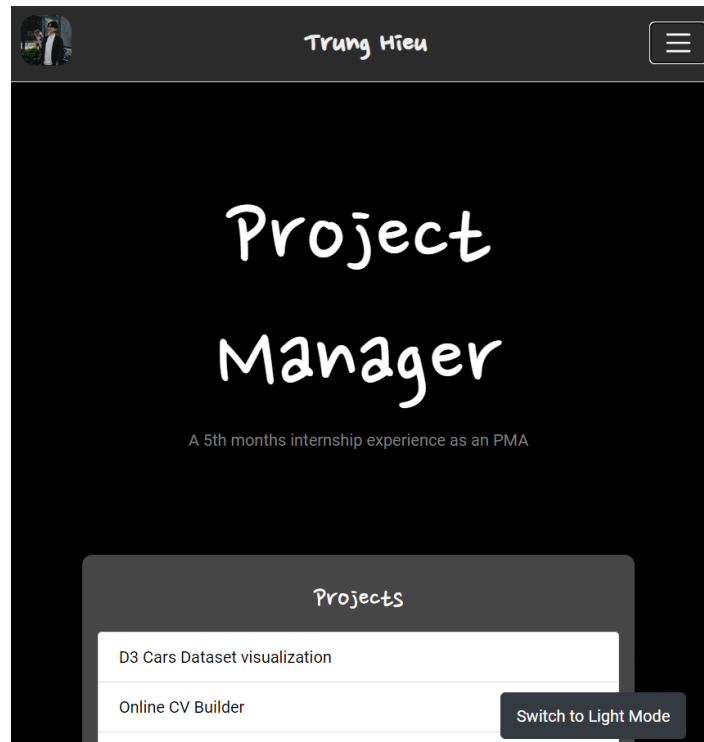 Trung Hieu
Project
Manager
A 5th months internship experience as an PMA
Projects
D3 Cars Dataset visualization
Online CV Builder
Switch to Light Mode